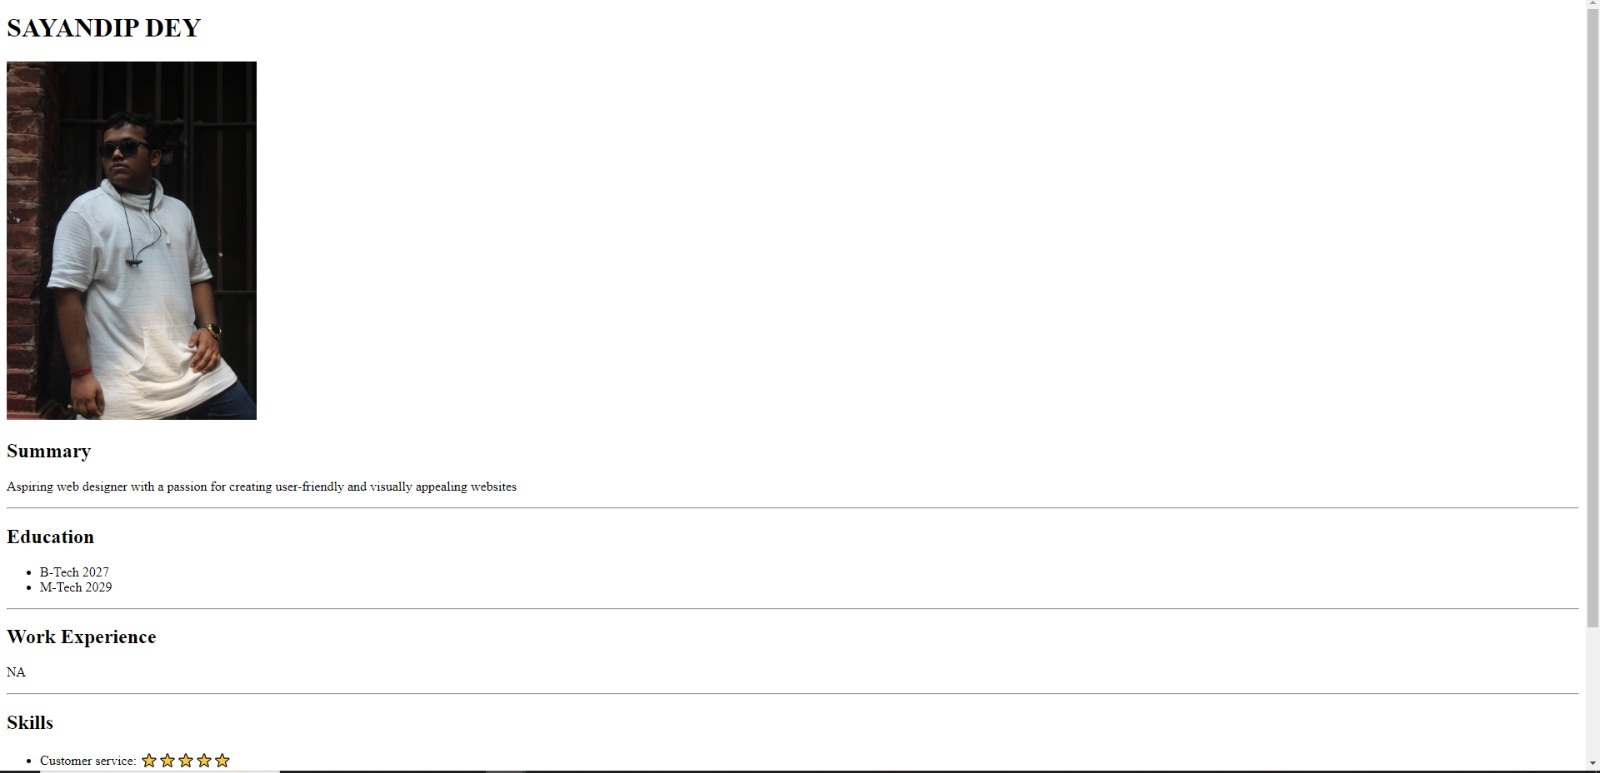 SAYANDIP DEY
Summary
Aspiring web designer with a passion for creating user-friendly and visually appealing websites
Education
B-Tech 2027
M-Tech 2029
Work Experience
NA
Skills
Customer service: ⭐⭐⭐⭐⭐